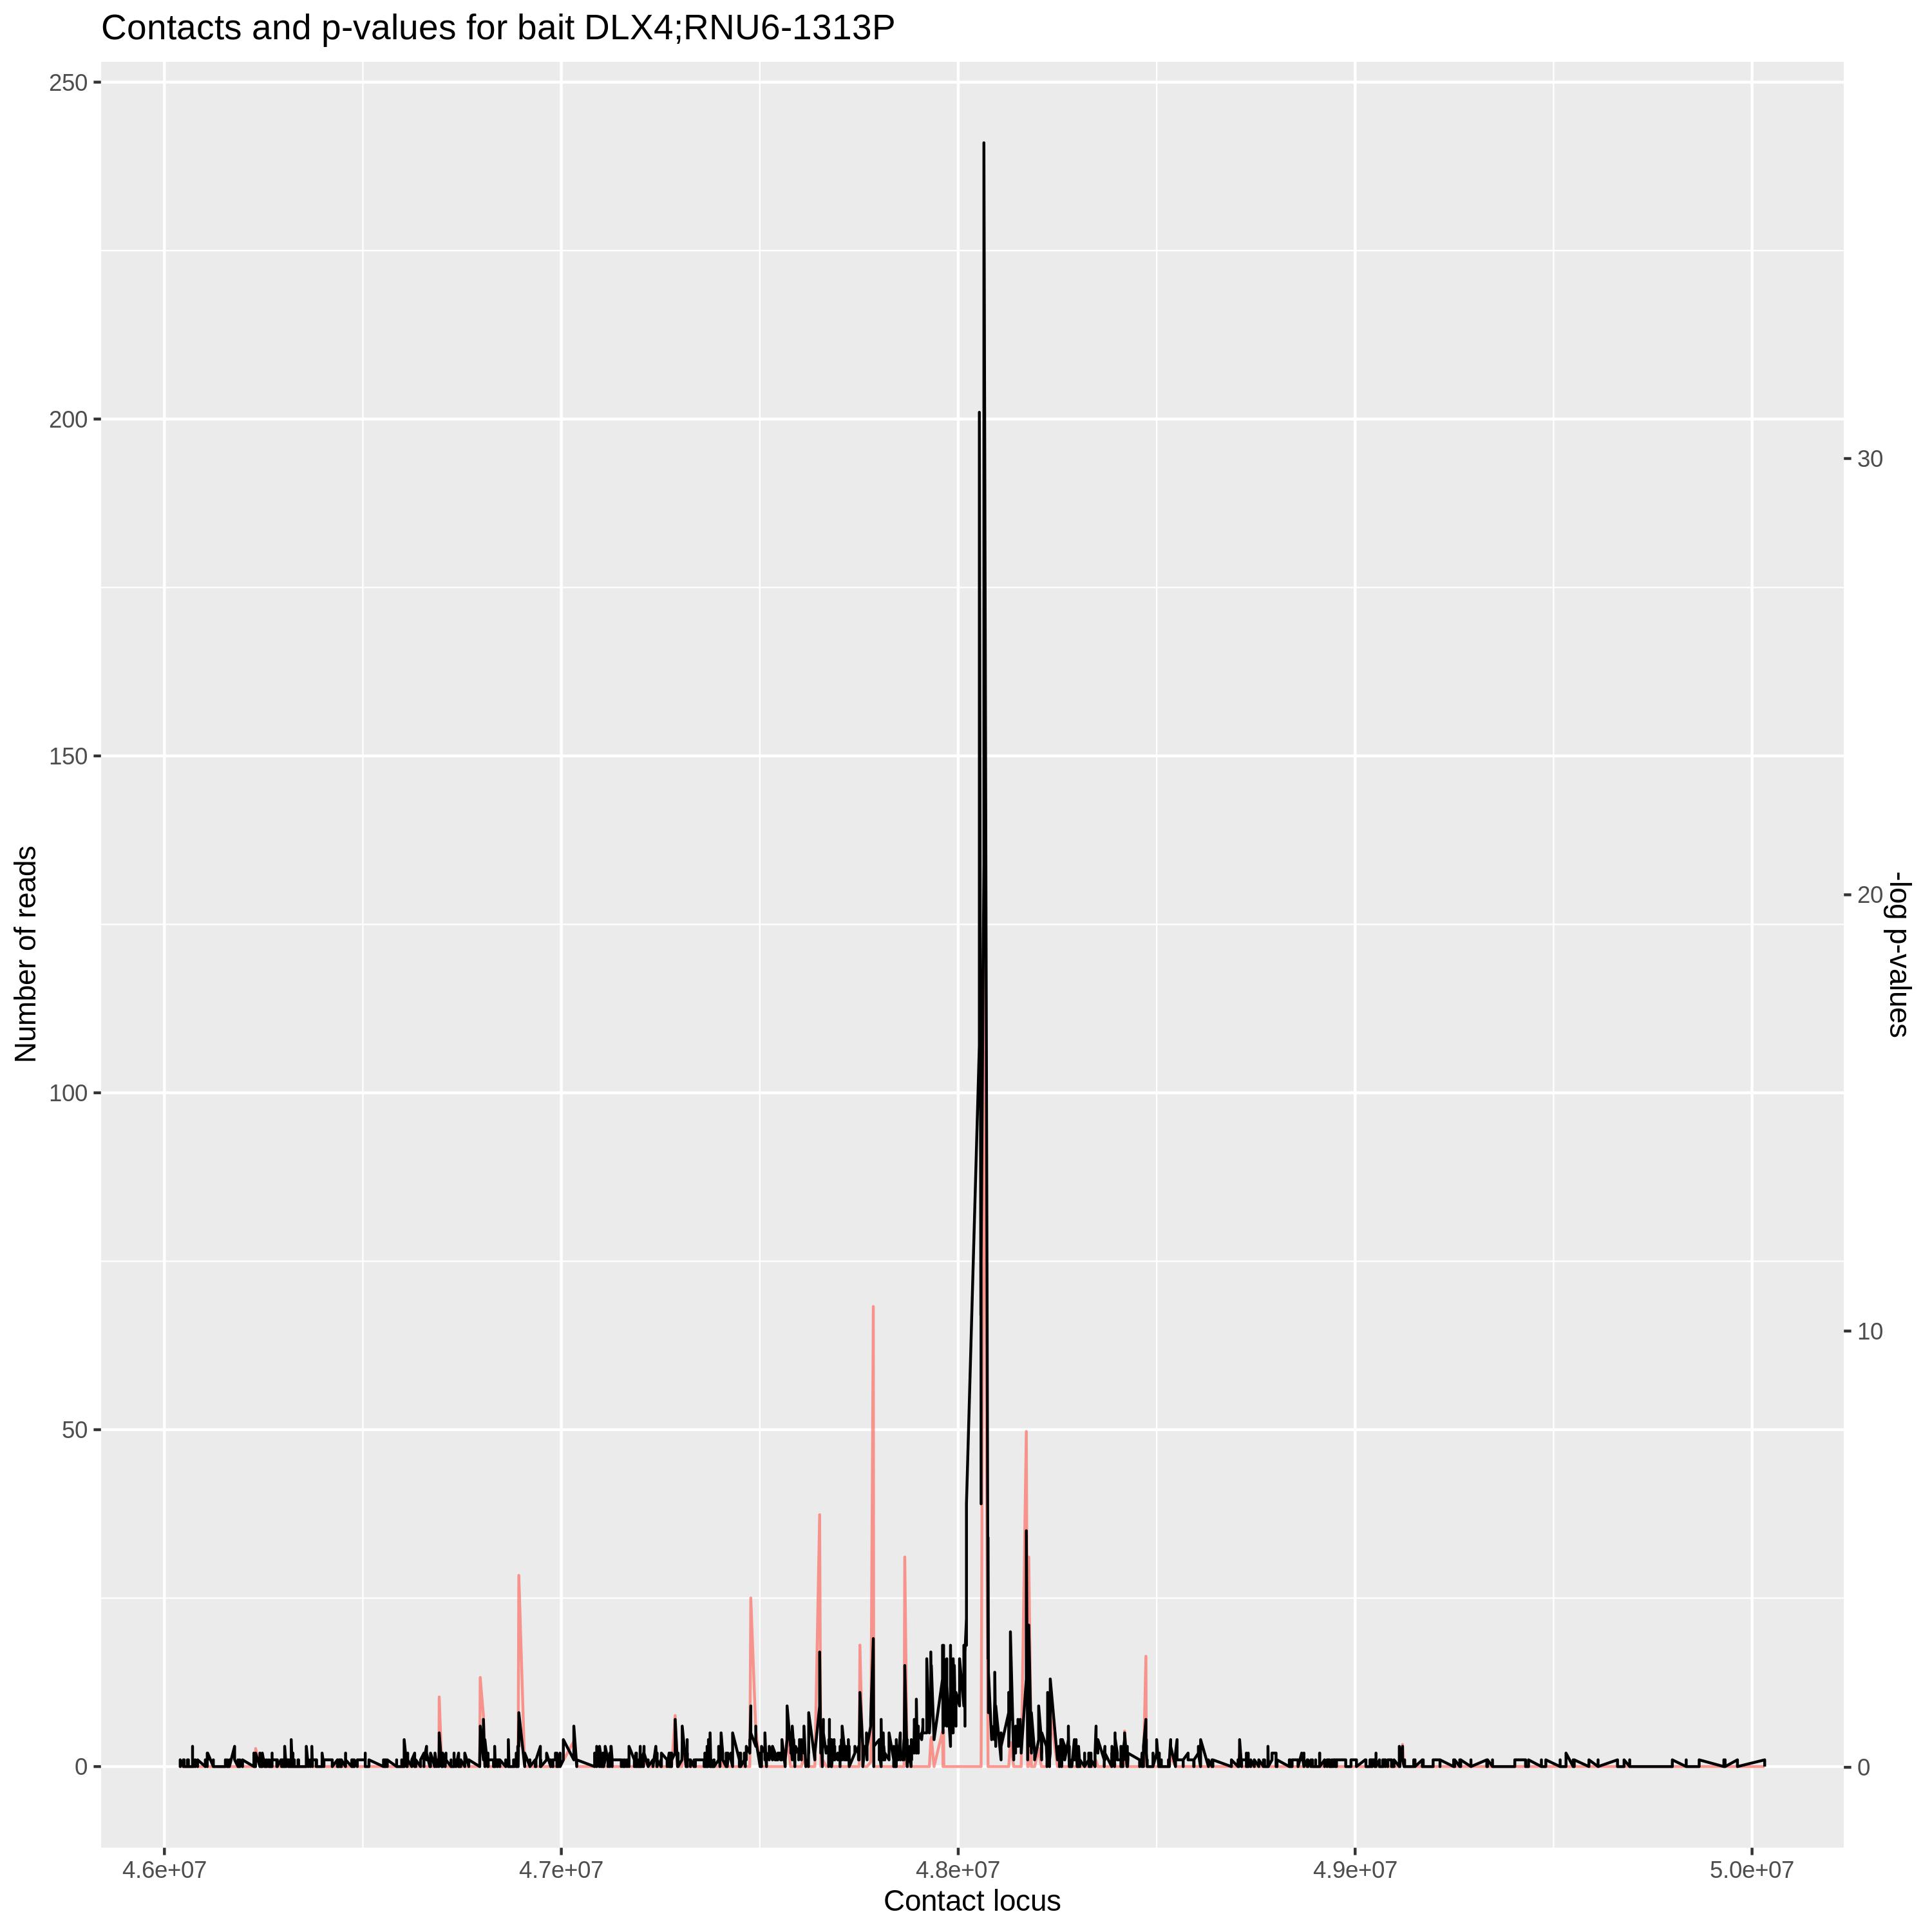 Contacts and p-values for bait DLX4;RNU6-1313P
250
200
150
100
50
0
Number of reads
30
20
10
0
-log p-values
4.6e+07
4.7e+07
4.8e+07
4.9e+07
5.0e+07
Contact locus